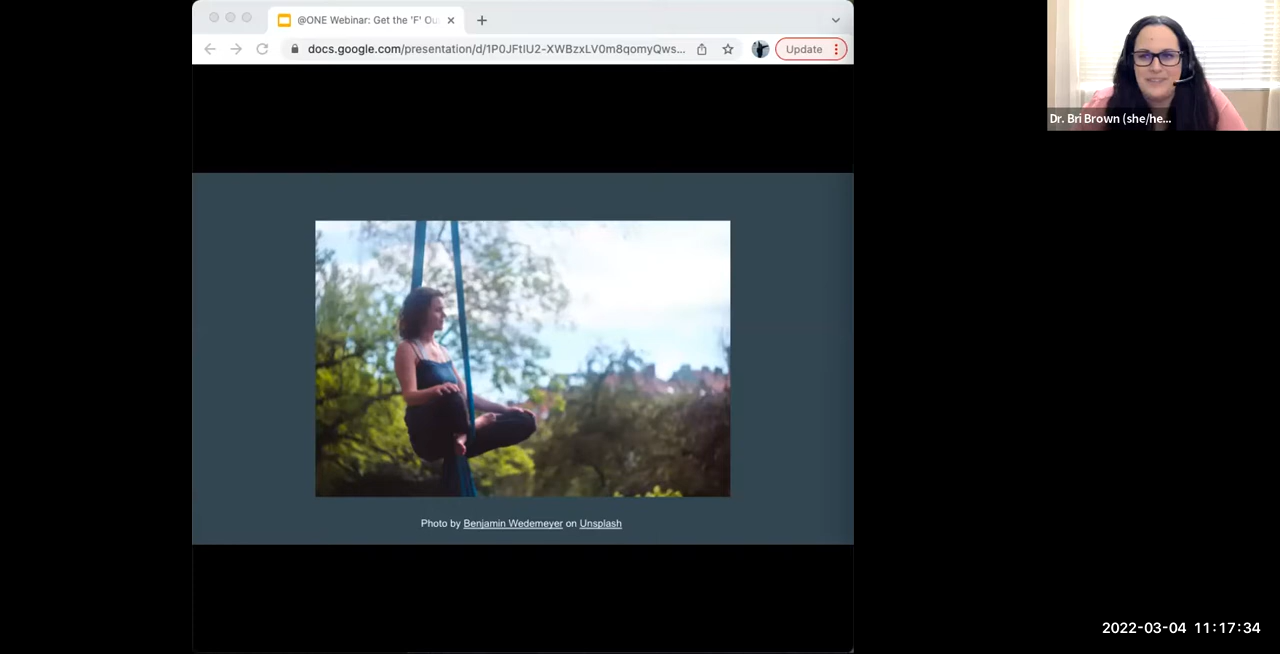 @ONE Webinar: Get the 'F' Ou
docs.google.com/presentation/d/1P0JFtIU2-XWBzxLV0m8qomyQws...
Update
Dr. Bri Brown (she/he...
Photo by Benjamin Wedemeyer on Unsplash
2022-03-04 11:17:34